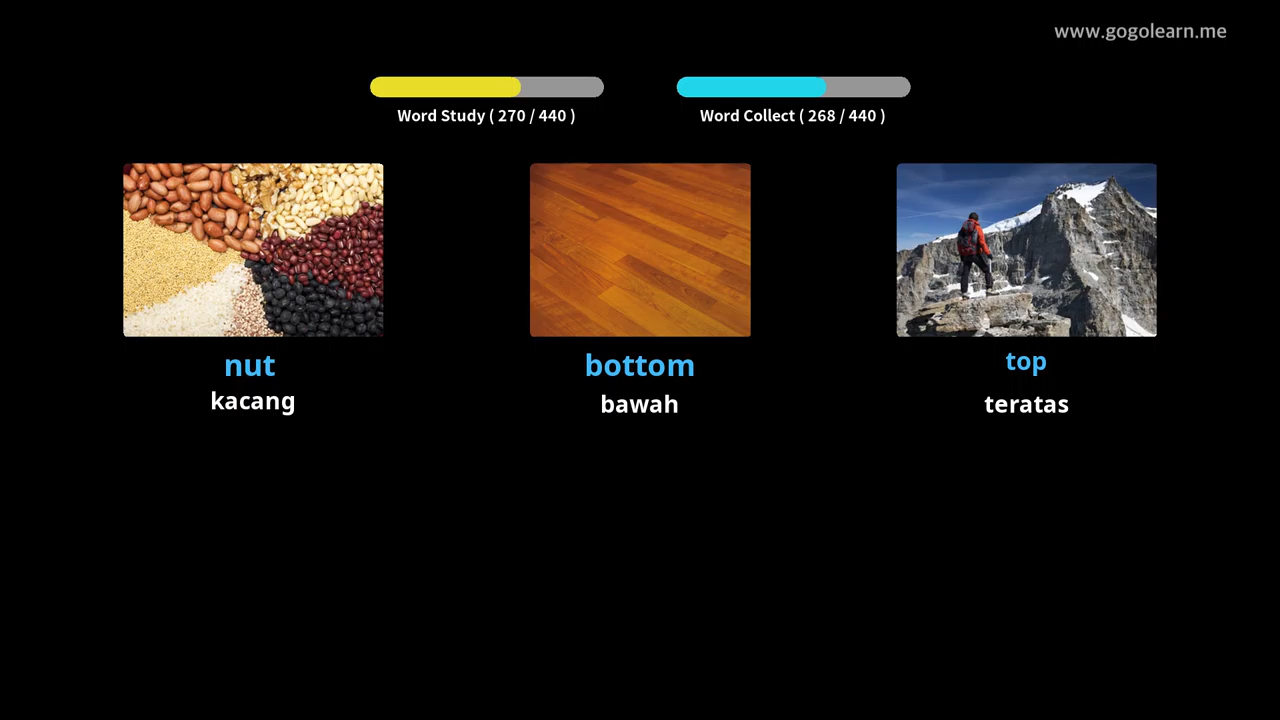 www.gogolearn.me
Word Study ( 270 / 440 )
Word Collect ( 268 / 440 )
nut
kacang
bottom
bawah
top
teratas